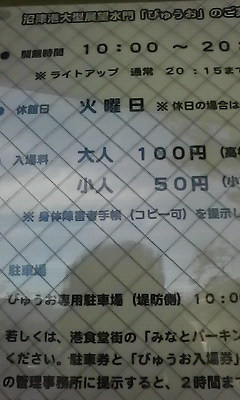 沼津港大型展望水門「びゅうお」のご
● 開館時間 10:00 ～ 20
※ ライトアップ 通常 20:15まで
● 休館日 火曜日 ※ 休日の場合は
● 入場料 大人 100円 (高
小人 50円 (小
※ 身体障害者手帳（コピー可）を提示し
駐車場
びゅうお専用駐車場（堤防側） 10:0
若しくは、港食堂街の「みなとパーキン
ください。駐車券と「びゅうお入場券」
の管理事務所に提示すると、2時間ま